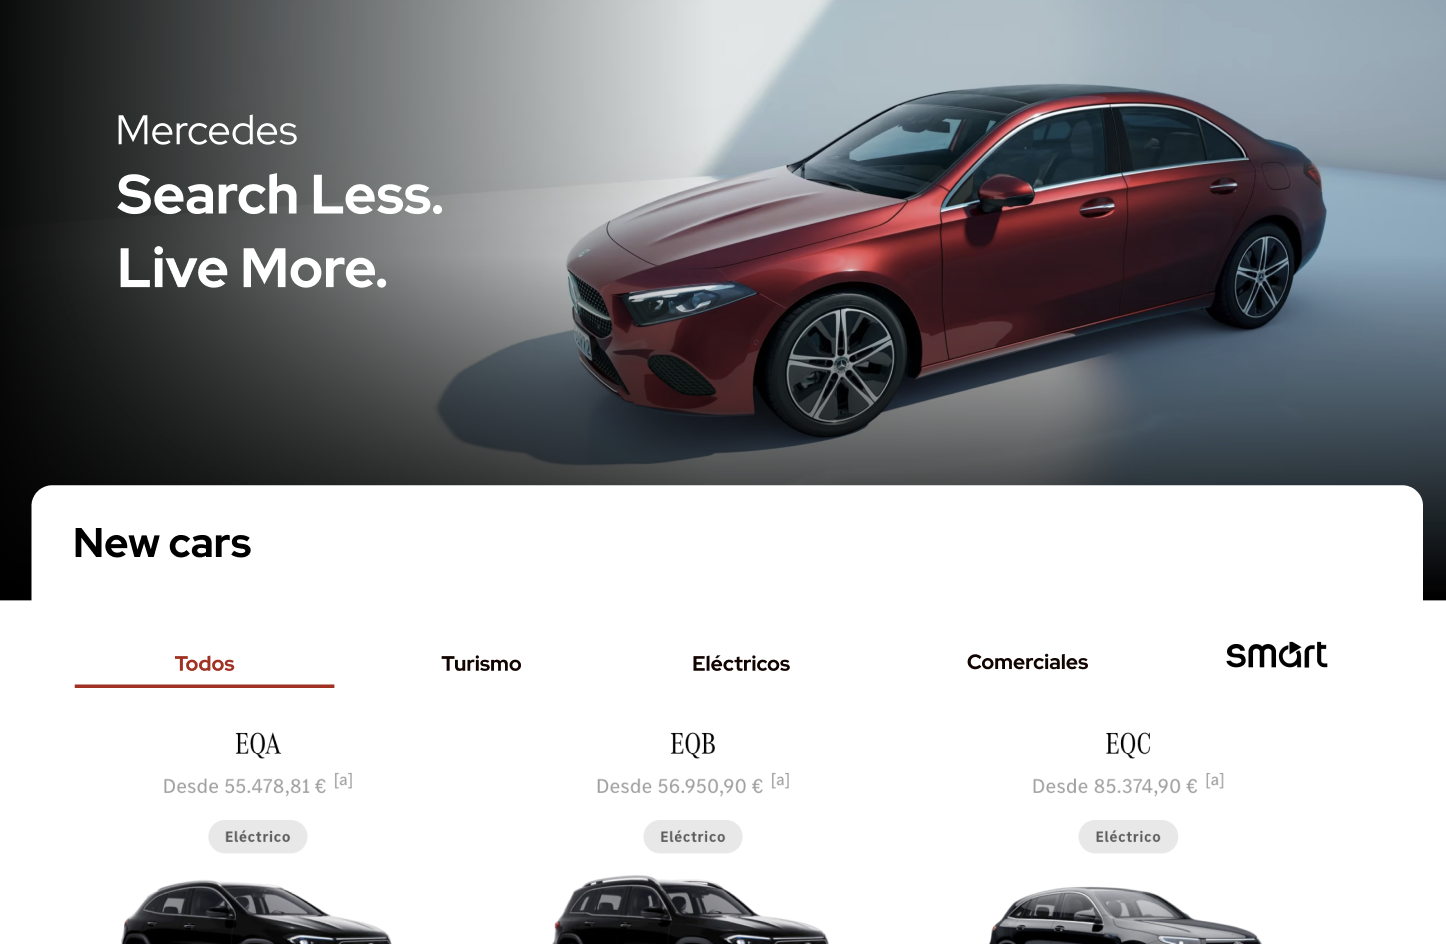 Mercedes
Search Less.
Live More.
New cars
Todos
Turismo
Eléctricos
Comerciales
smart
EQA
Desde 55.478,81 € [a]
Eléctrico
EQB
Desde 56.950,90 € [a]
Eléctrico
EQC
Desde 85.374,90 € [a]
Eléctrico